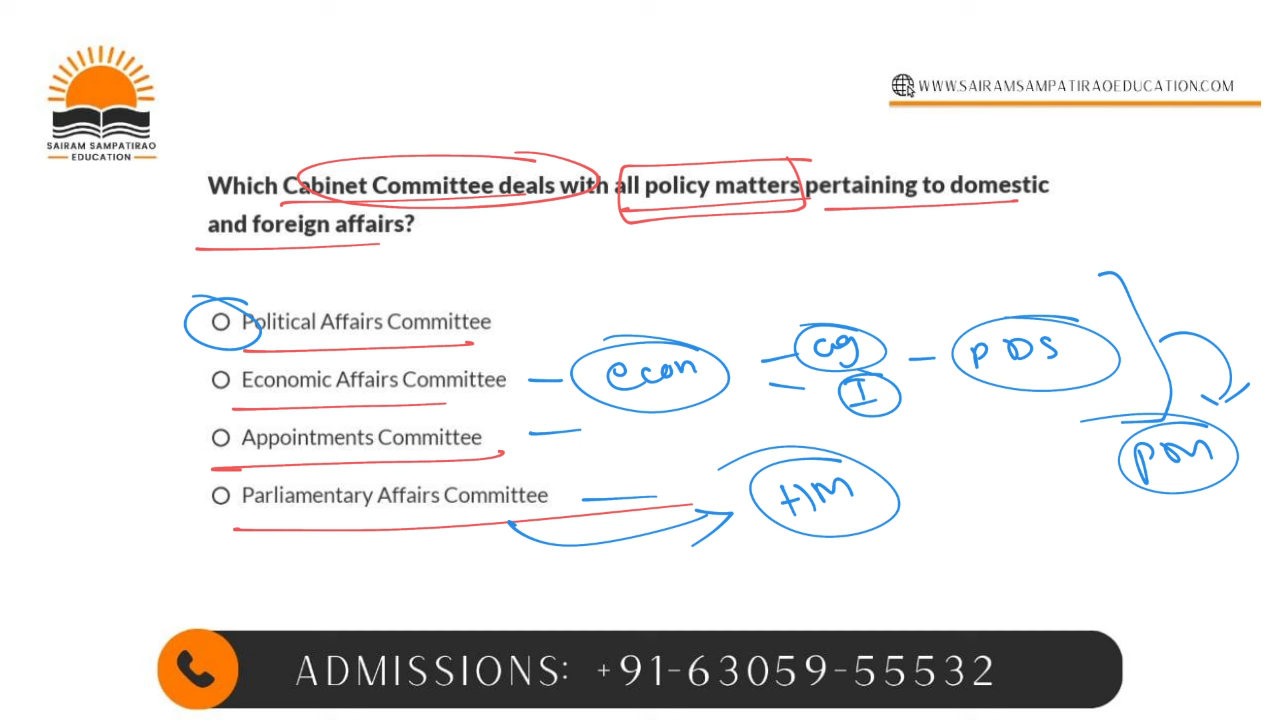 SAIRAM SAMPATIRAO
EDUCATION
WWW.SAIRAMSAMPATIRAOEDUCATION.COM
Which Cabinet Committee deals with all policy matters pertaining to domestic
and foreign affairs?
Political Affairs Committee
Economic Affairs Committee
econ
ag
I
PDS
Appointments Committee
Parliamentary Affairs Committee
HM
ADMISSIONS: +91-63059-55532